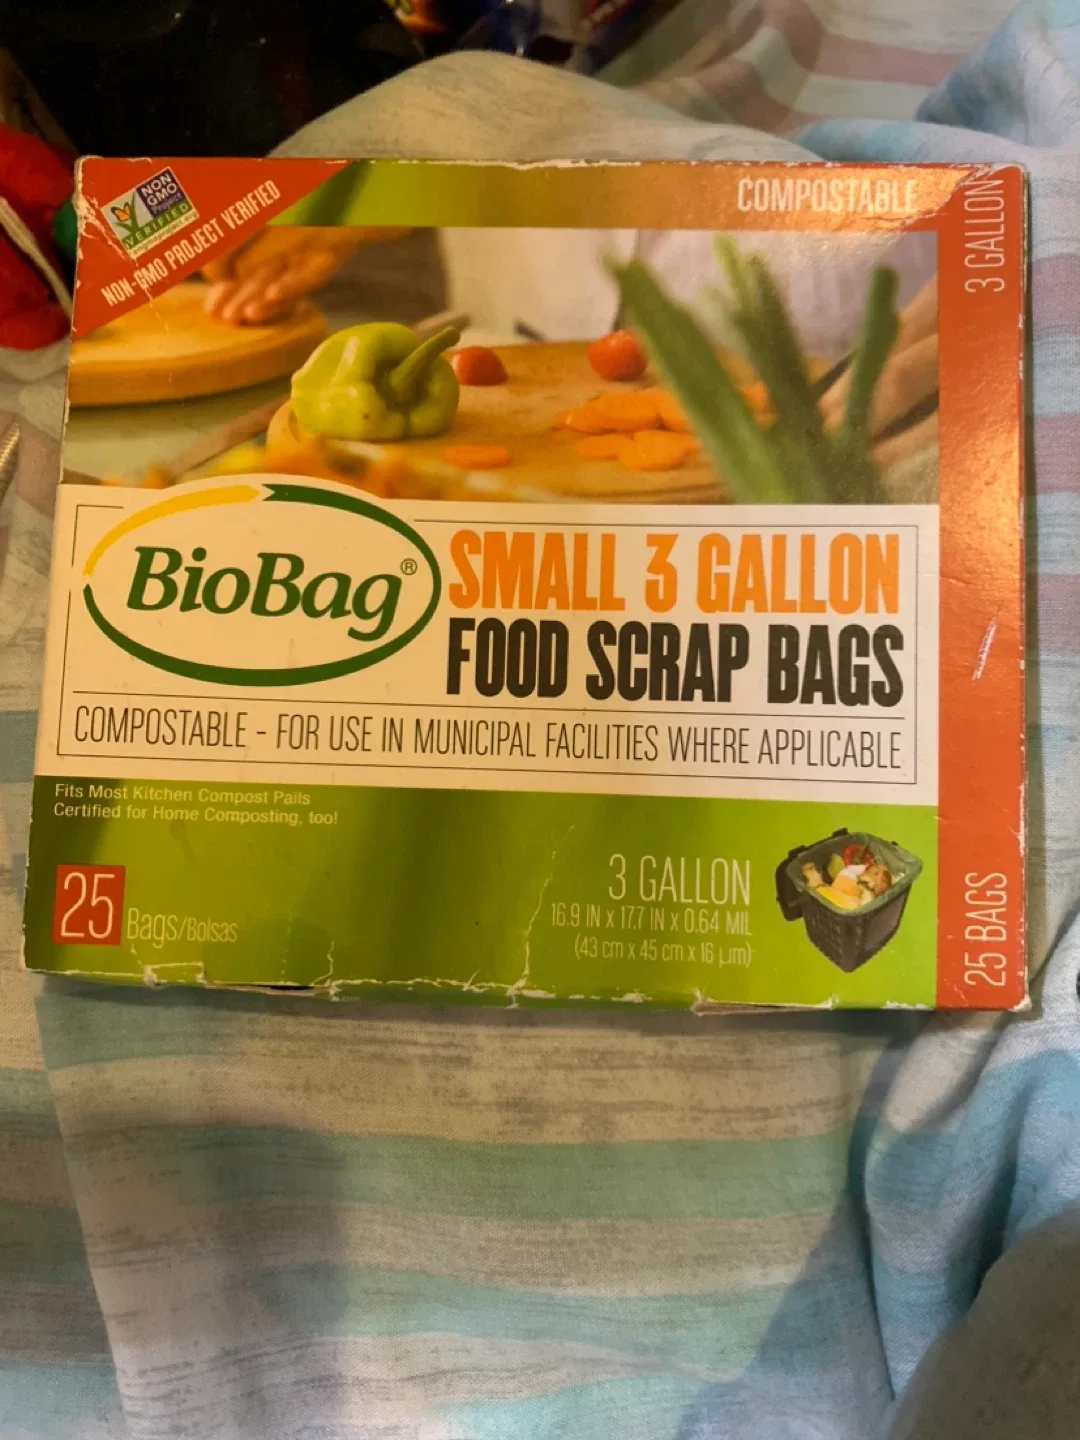 NON
GMO
Project
VERIFIED
NON-GMO PROJECT VERIFIED
COMPOSTABLE
3 GALLON
BioBag®
SMALL 3 GALLON
FOOD SCRAP BAGS
COMPOSTABLE - FOR USE IN MUNICIPAL FACILITIES WHERE APPLICABLE
Fits Most Kitchen Compost Pails
Certified for Home Composting, too!
25 Bags/Bolsas
3 GALLON
16.9 IN x 17.7 IN x 0.64 MIL
(43 cm x 45 cm x 16 µm)
25 BAGS